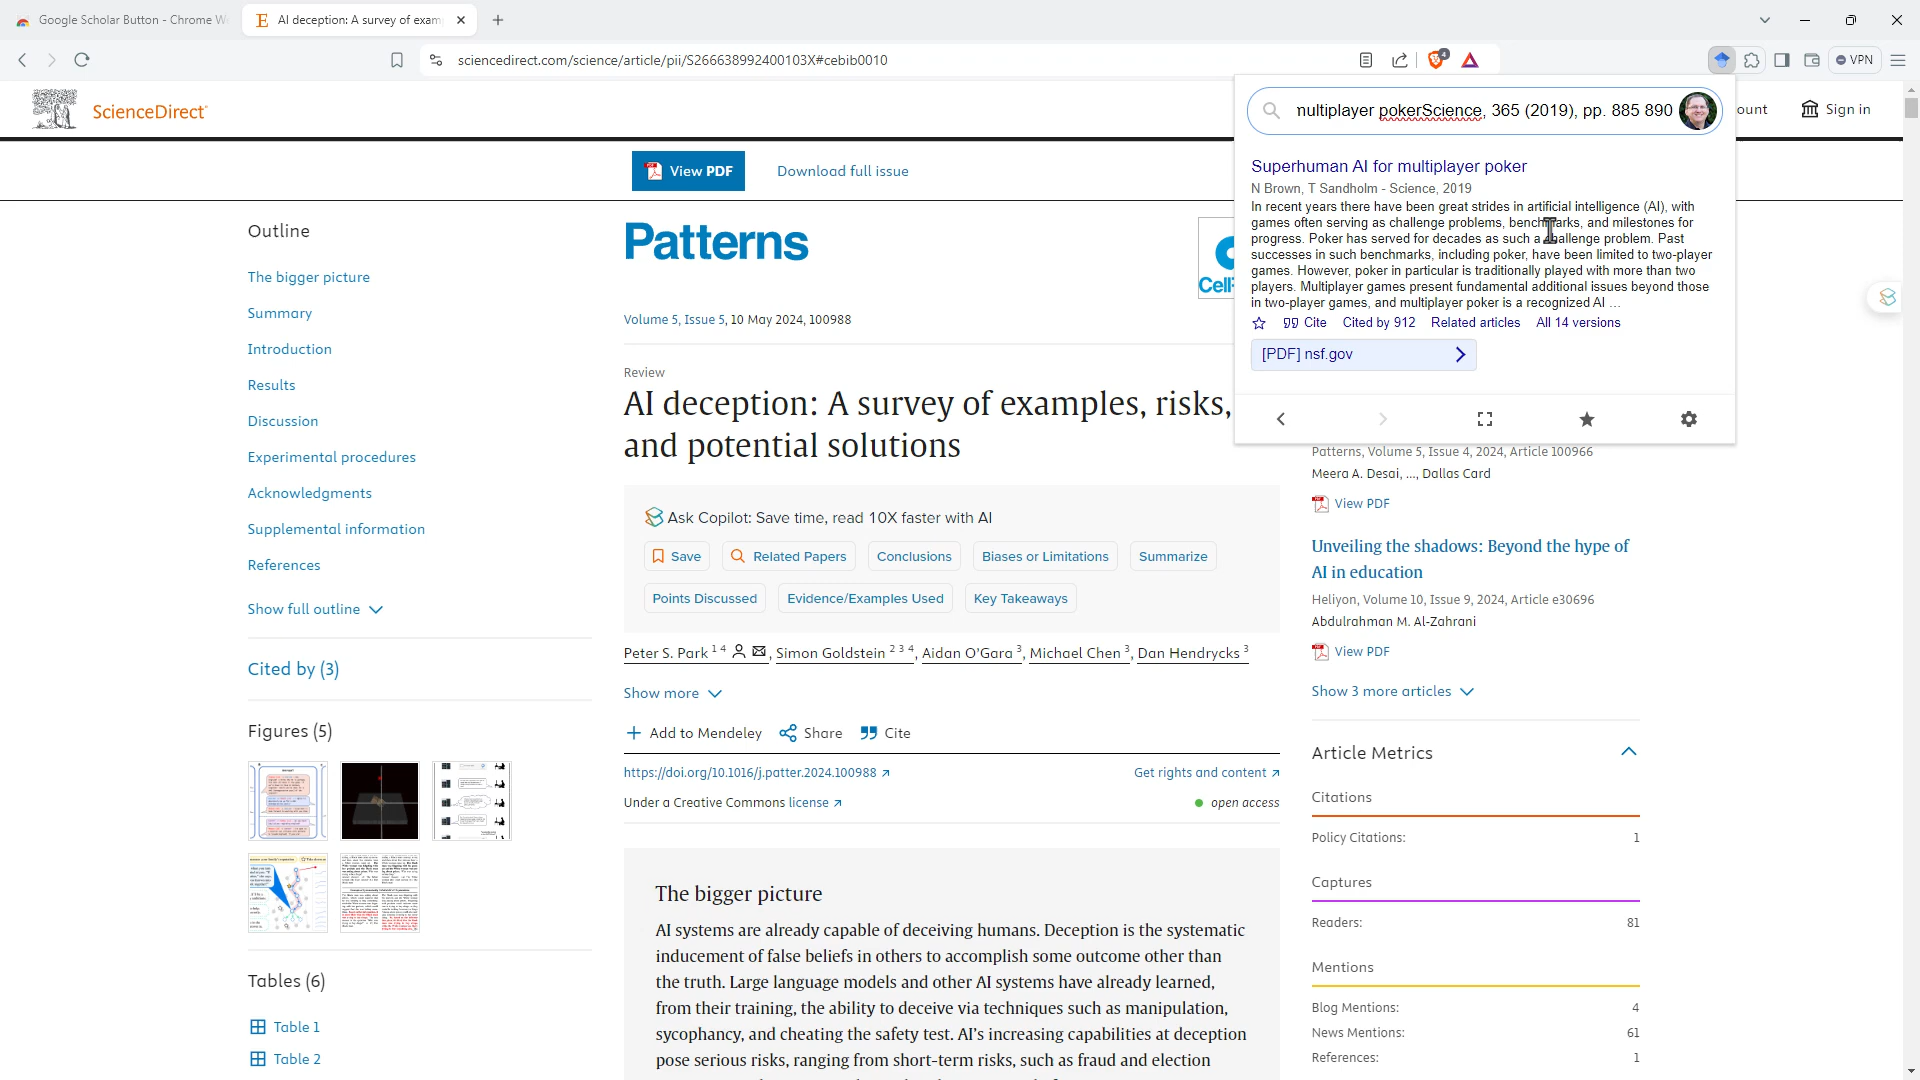 Google Scholar Button - Chrome W
AI deception: A survey of exam
sciencedirect.com/science/article/pii/S266638992400103X#cebib0010
4
VPN
ScienceDirect
ount
Sign in
View PDF
Download full issue
nultiplayer pokerScience, 365 (2019), pp. 885 890
Superhuman AI for multiplayer poker
N Brown, T Sandholm - Science, 2019
In recent years there have been great strides in artificial intelligence (AI), with
games often serving as challenge problems, benchmarks, and milestones for
progress. Poker has served for decades as such a challenge problem. Past
successes in such benchmarks, including poker, have been limited to two-player
games. However, poker in particular is traditionally played with more than two
players. Multiplayer games present fundamental additional issues beyond those
in two-player games, and multiplayer poker is a recognized AI …
Cite Cited by 912 Related articles All 14 versions
[PDF] nsf.gov
Outline
The bigger picture
Summary
Introduction
Results
Discussion
Experimental procedures
Acknowledgments
Supplemental information
References
Show full outline
Cited by (3)
Figures (5)
Tables (6)
Table 1
Table 2
Patterns
CellP
Volume 5, Issue 5, 10 May 2024, 100988
Review
AI deception: A survey of examples, risks,
and potential solutions
Ask Copilot: Save time, read 10X faster with AI
Save
Related Papers
Conclusions
Biases or Limitations
Summarize
Points Discussed
Evidence/Examples Used
Key Takeaways
Peter S. Park 1 4, Simon Goldstein 2 3 4, Aidan O'Gara 3, Michael Chen 3, Dan Hendrycks 3
Show more
Add to Mendeley
Share
Cite
https://doi.org/10.1016/j.patter.2024.100988
Get rights and content
Under a Creative Commons license
open access
The bigger picture
AI systems are already capable of deceiving humans. Deception is the systematic
inducement of false beliefs in others to accomplish some outcome other than
the truth. Large language models and other AI systems have already learned,
from their training, the ability to deceive via techniques such as manipulation,
sycophancy, and cheating the safety test. AI's increasing capabilities at deception
pose serious risks, ranging from short-term risks, such as fraud and election
Patterns, Volume 5, Issue 4, 2024, Article 100966
Meera A. Desai, …, Dallas Card
View PDF
Unveiling the shadows: Beyond the hype of
AI in education
Heliyon, Volume 10, Issue 9, 2024, Article e30696
Abdulrahman M. Al-Zahrani
View PDF
Show 3 more articles
Article Metrics
Citations
Policy Citations: 1
Captures
Readers: 81
Mentions
Blog Mentions: 4
News Mentions: 61
References: 1